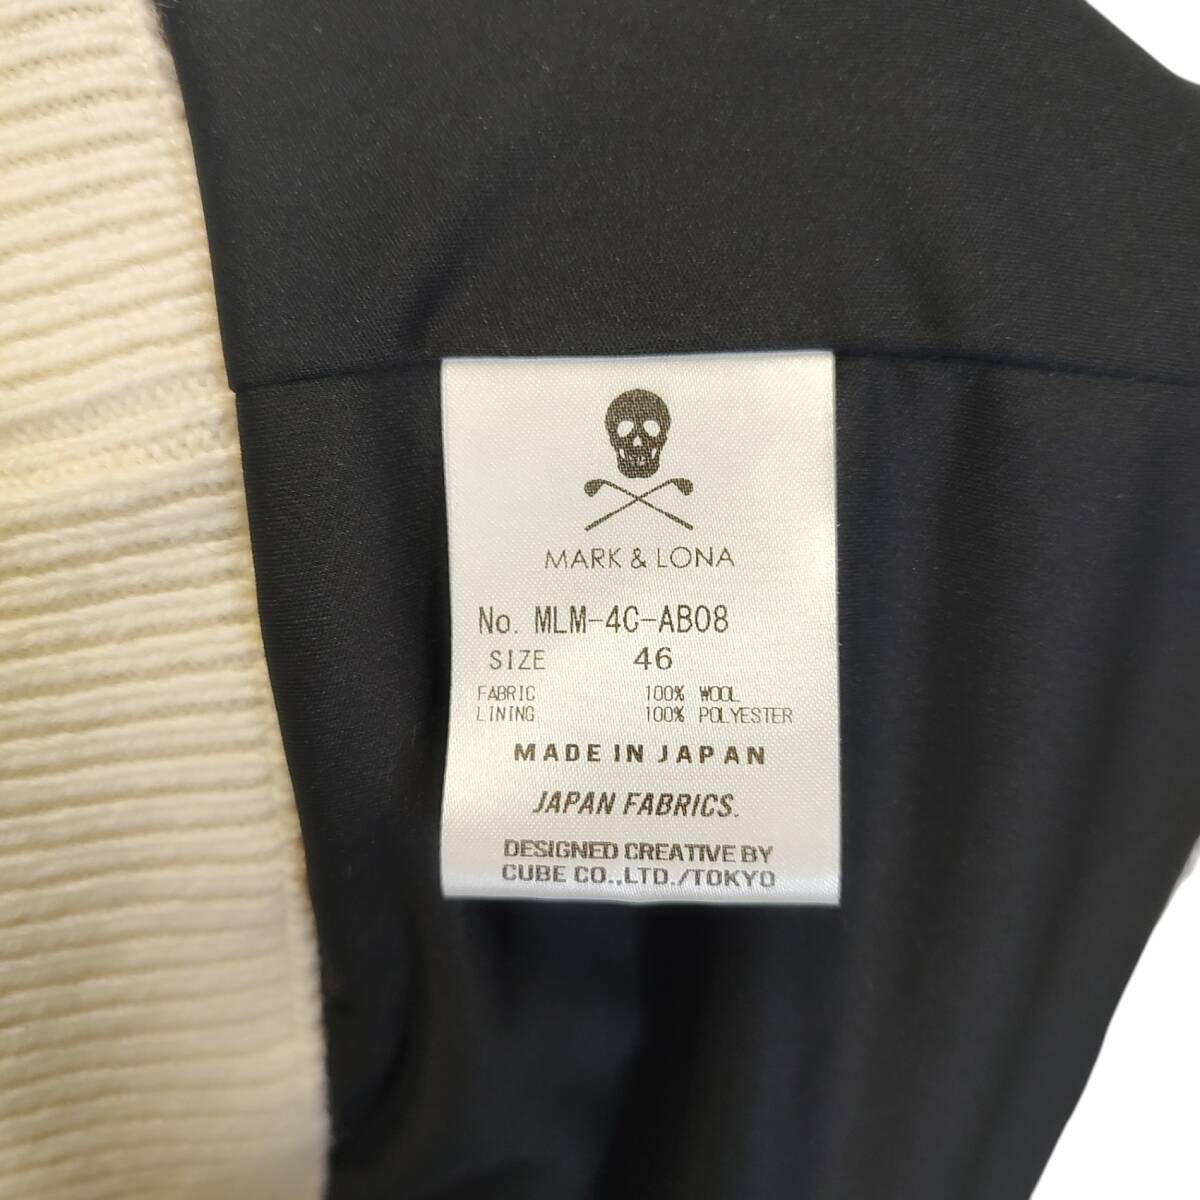 MARK & LONA
No. MLM-4C-AB08
SIZE 46
FABRIC 100% WOOL
LINING 100% POLYESTER
MADE IN JAPAN
JAPAN FABRICS.
DESIGNED CREATIVE BY
CUBE CO.,LTD./TOKYO